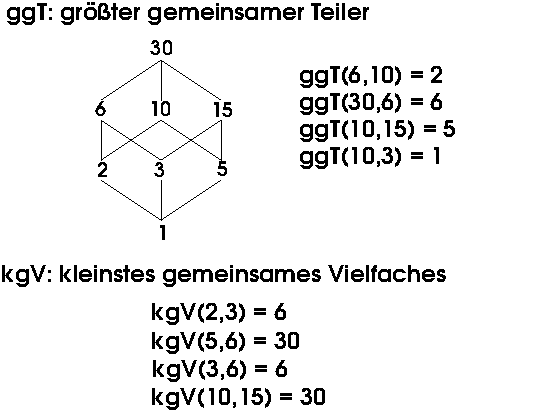 ggT: größter gemeinsamer Teiler
30
6 10 15
2 3 5
1
ggT(6,10) = 2
ggT(30,6) = 6
ggT(10,15) = 5
ggT(10,3) = 1
kgV: kleinstes gemeinsames Vielfaches
kgV(2,3) = 6
kgV(5,6) = 30
kgV(3,6) = 6
kgV(10,15) = 30